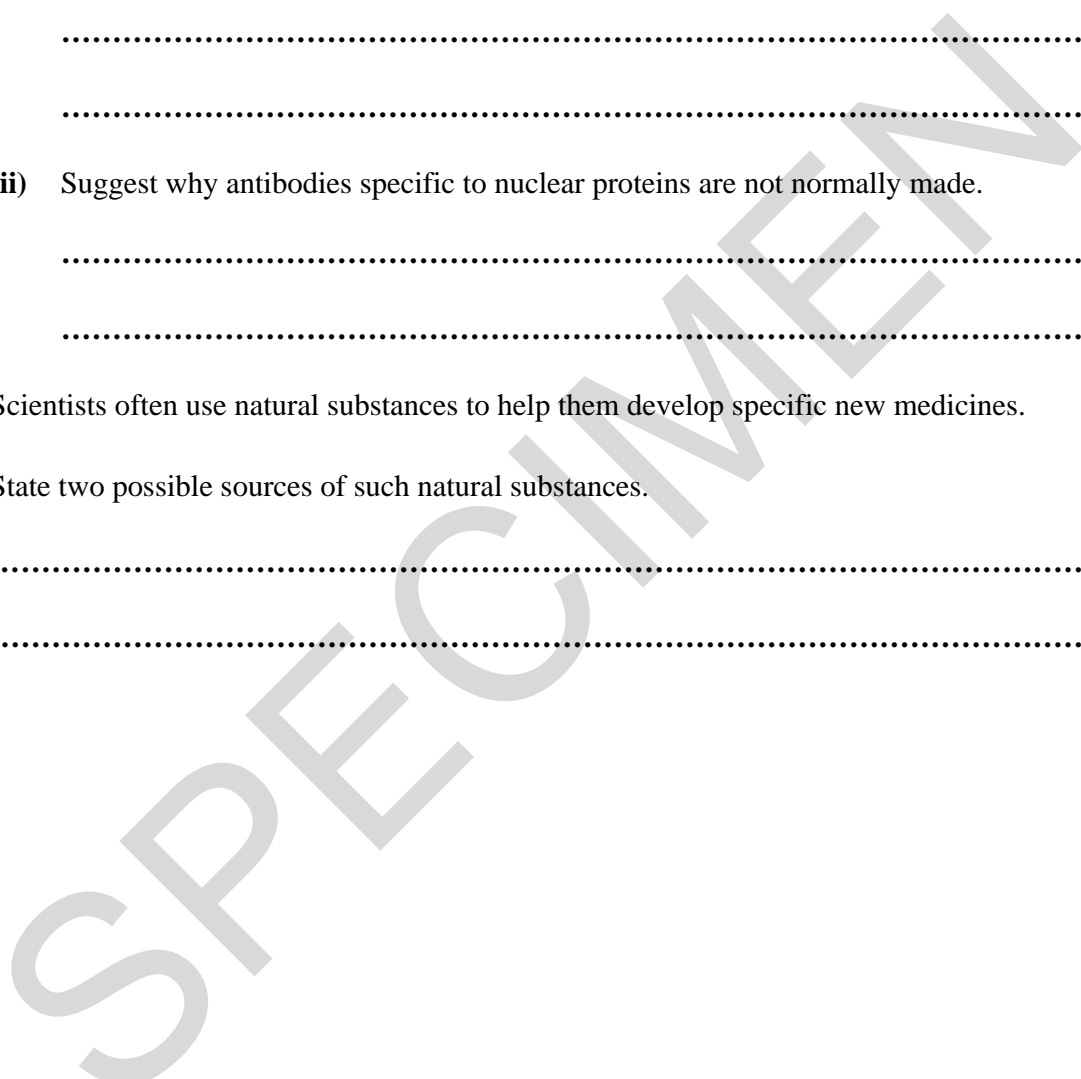 ................................................................................
................................................................................
ii) Suggest why antibodies specific to nuclear proteins are not normally made.
................................................................................
................................................................................
Scientists often use natural substances to help them develop specific new medicines.
State two possible sources of such natural substances.
................................................................................
................................................................................
SPECIMEN